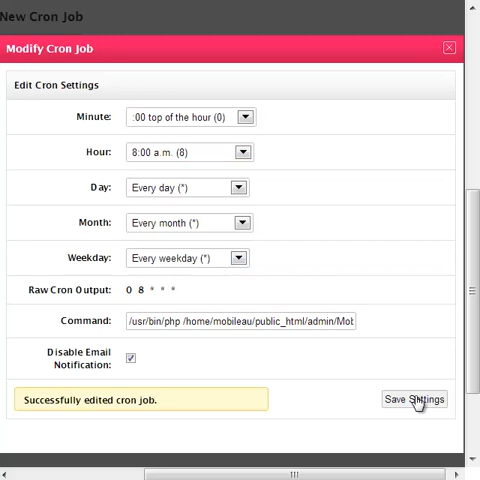 New Cron Job
Modify Cron Job
Edit Cron Settings
Minute: :00 top of the hour (0)
Hour: 8:00 a.m. (8)
Day: Every day (*)
Month: Every month (*)
Weekday: Every weekday (*)
Raw Cron Output: 0 8 * * *
Command: /usr/bin/php /home/mobileau/public_html/admin/Mob
Disable Email
Notification:
Successfully edited cron job. Save Settings